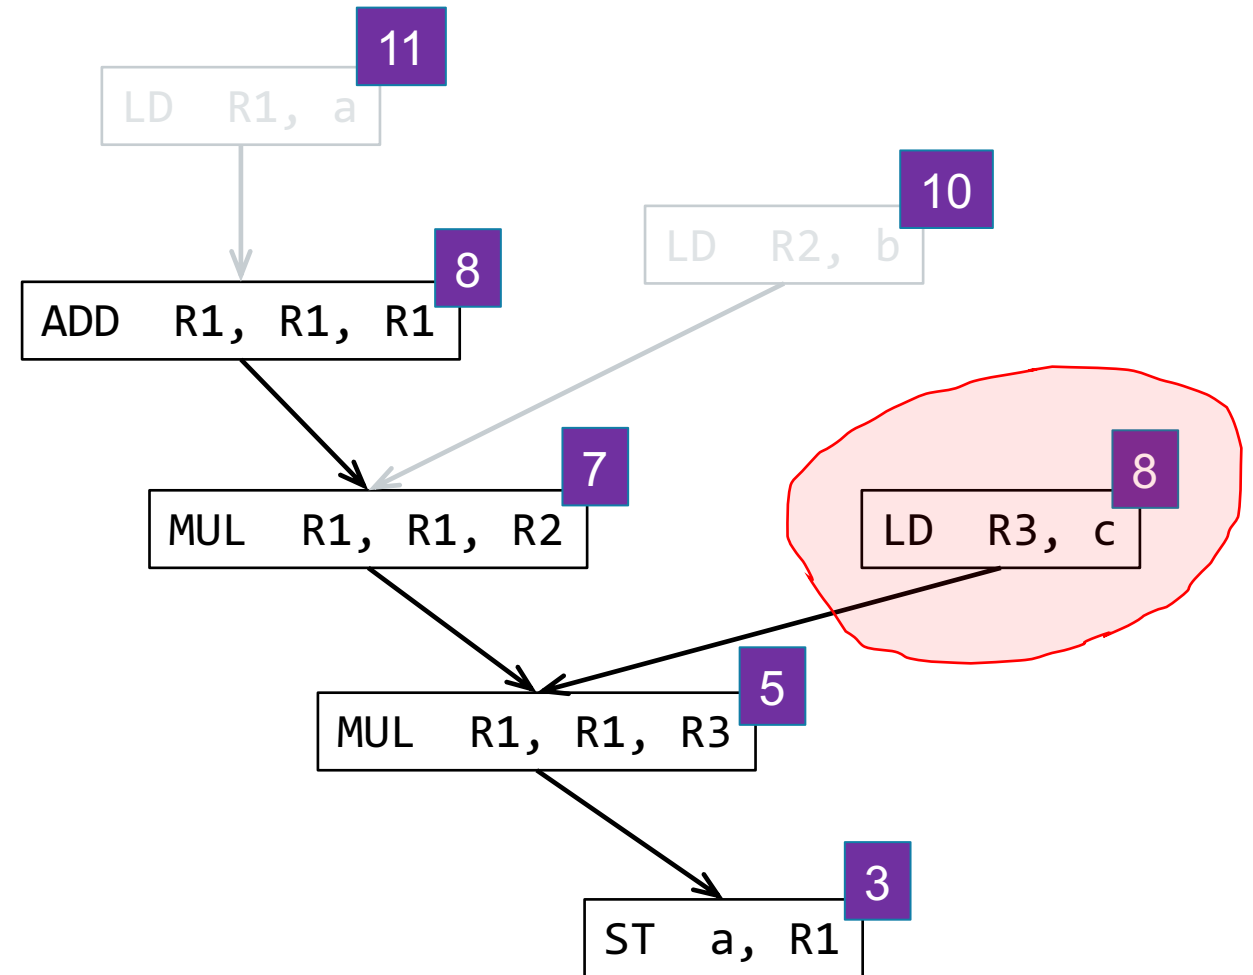 11
LD R1, a
10
LD R2, b
8
ADD R1, R1, R1
7
MUL R1, R1, R2
8
LD R3, c
5
MUL R1, R1, R3
3
ST a, R1